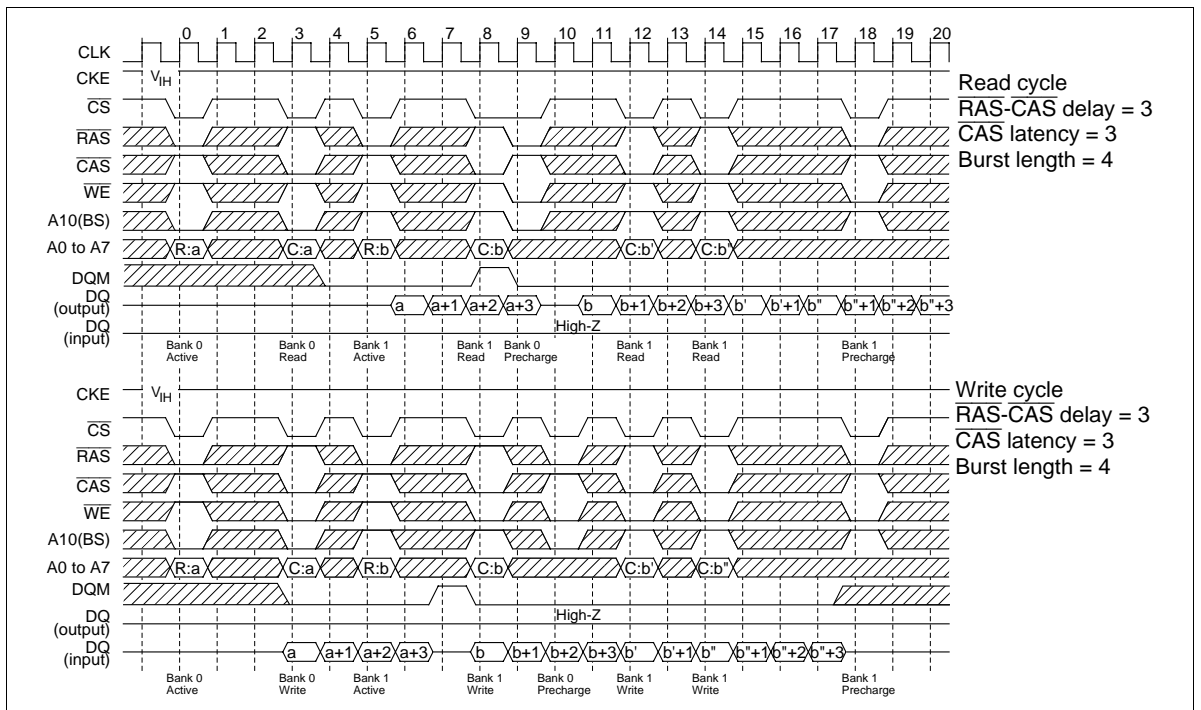 0 1 2 3 4 5 6 7 8 9 10 11 12 13 14 15 16 17 18 19 20
CLK
CKE VIH
CS
RAS
CAS
WE
A10(BS)
A0 to A7 R:a C:a R:b C:b C:b' C:b"
DQM
DQ
(output) a a+1 a+2 a+3 b b+1 b+2 b+3 b' b'+1 b" b"+1 b"+2 b"+3
DQ
(input) High-Z
Bank 0 Bank 0 Bank 1 Bank 1 Bank 0 Bank 1 Bank 1 Bank 1
Active Read Active Read Precharge Read Read Precharge
Read cycle
RAS-CAS delay = 3
CAS latency = 3
Burst length = 4
CKE VIH
CS
RAS
CAS
WE
A10(BS)
A0 to A7 R:a C:a R:b C:b C:b' C:b"
DQM
DQ
(output) High-Z
DQ
(input) a a+1 a+2 a+3 b b+1 b+2 b+3 b' b'+1 b" b"+1 b"+2 b"+3
Bank 0 Bank 0 Bank 1 Bank 1 Bank 0 Bank 1 Bank 1 Bank 1
Active Write Active Write Precharge Write Write Precharge
Write cycle
RAS-CAS delay = 3
CAS latency = 3
Burst length = 4